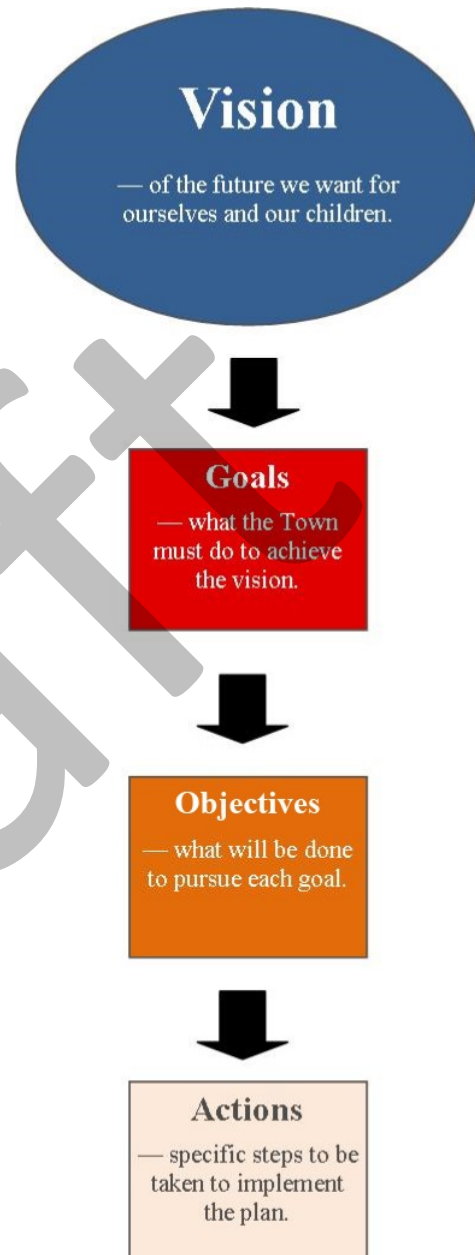 Vision
— of the future we want for
ourselves and our children.
Goals
— what the Town
must do to achieve
the vision.
Objectives
— what will be done
to pursue each goal.
Actions
— specific steps to be
taken to implement
the plan.